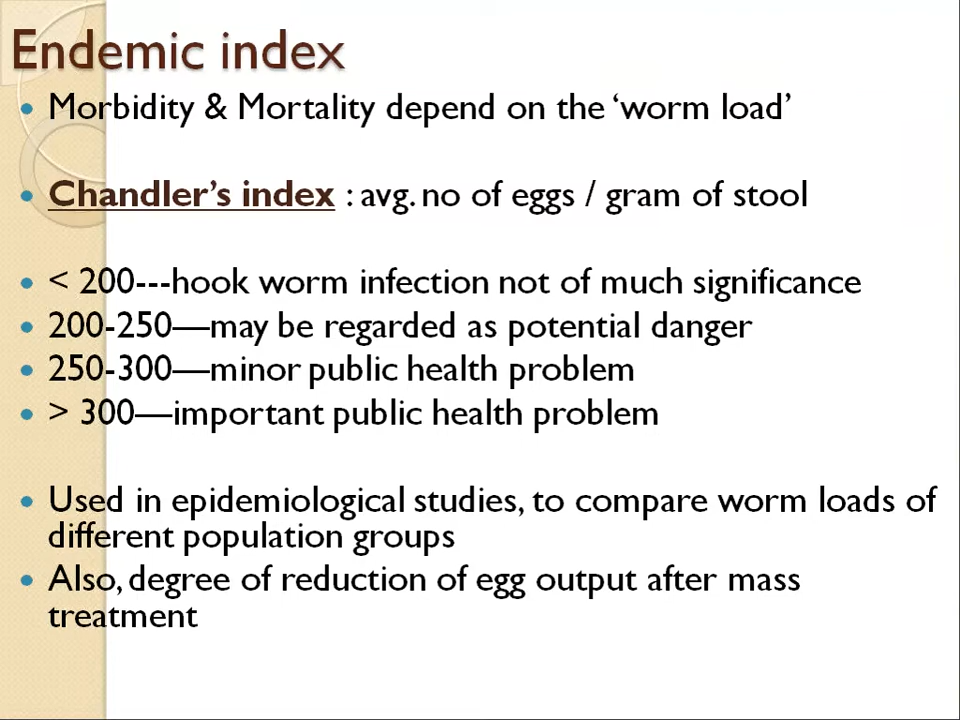 Endemic index
Morbidity & Mortality depend on the ‘worm load’
Chandler’s index : avg. no of eggs / gram of stool
< 200---hook worm infection not of much significance
200-250—may be regarded as potential danger
250-300—minor public health problem
> 300—important public health problem
Used in epidemiological studies, to compare worm loads of
different population groups
Also, degree of reduction of egg output after mass
treatment